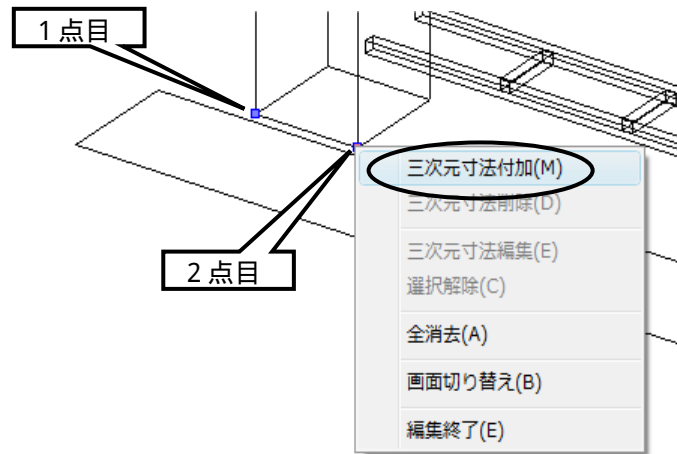 1点目
三次元寸法付加(M)
三次元寸法削除(D)
2点目
三次元寸法編集(E)
選択解除(C)
全消去(A)
画面切り替え(B)
編集終了(E)